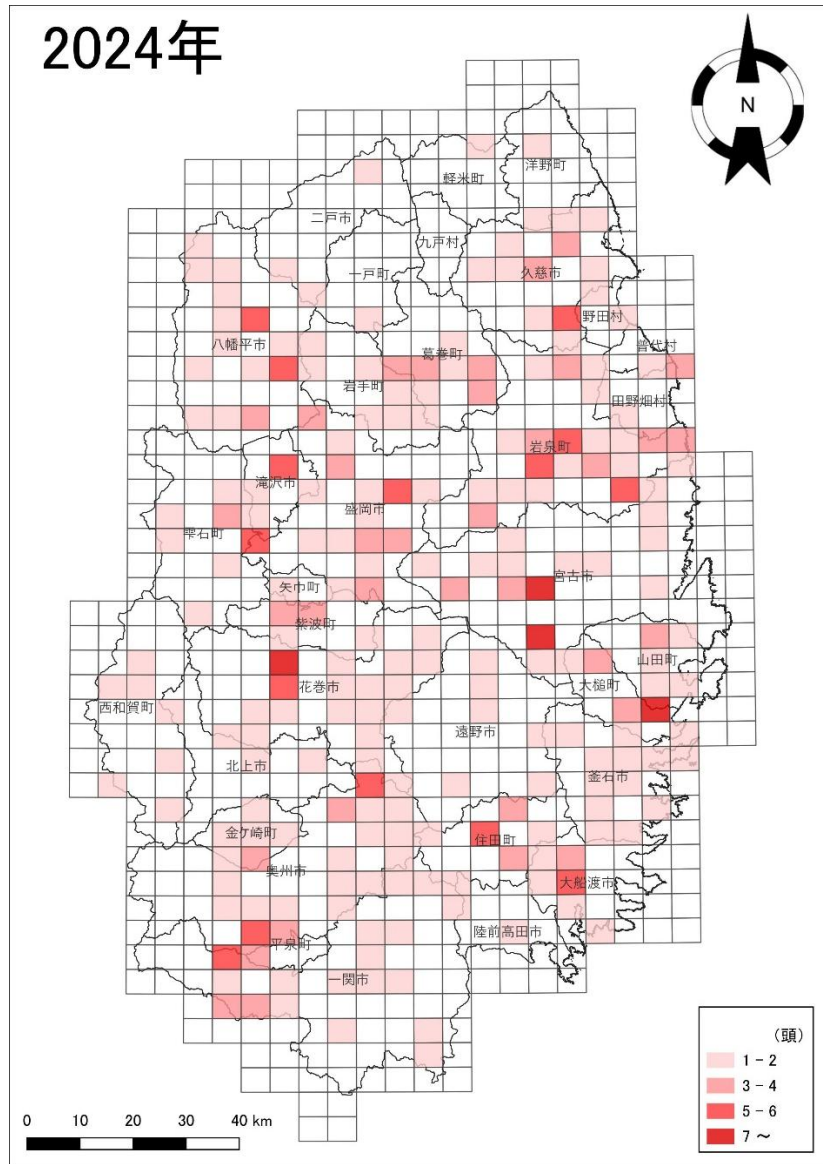 2024年
N
洋野町
軽米町
二戸市
九戸村
一戸町
久慈市
野田村
八幡平市
葛巻町
普代村
岩手町
田野畑村
岩泉町
滝沢市
盛岡市
雫石町
宮古市
矢巾町
紫波町
山田町
大槌町
花巻市
西和賀町
遠野市
北上市
釜石市
金ケ崎町
住田町
奥州市
大船渡市
陸前高田市
平泉町
一関市
(頭)
1 - 2
3 - 4
5 - 6
7 ～
0 10 20 30 40 km